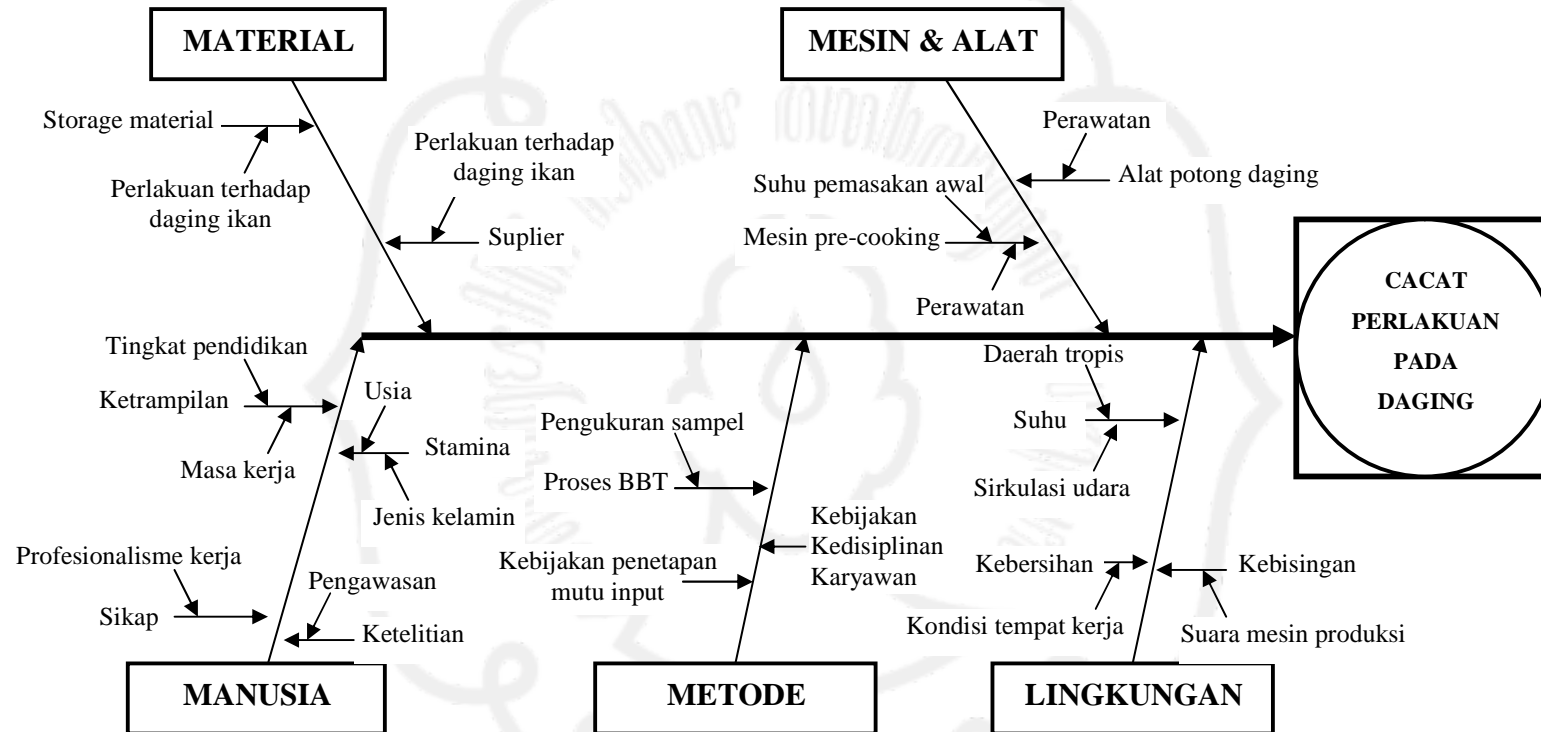 MATERIAL
MESIN & ALAT
Storage material
Perlakuan terhadap
daging ikan
Perlakuan terhadap
daging ikan
Suplier
Perawatan
Alat potong daging
Suhu pemasakan awal
Mesin pre-cooking
Perawatan
CACAT
PERLAKUAN
PADA
DAGING
Tingkat pendidikan
Ketrampilan
Masa kerja
Usia
Stamina
Jenis kelamin
Profesionalisme kerja
Sikap
Pengawasan
Ketelitian
Pengukuran sampel
Proses BBT
Kebijakan penetapan
mutu input
Kebijakan
Kedisiplinan
Karyawan
Daerah tropis
Suhu
Sirkulasi udara
Kebersihan
Kondisi tempat kerja
Kebisingan
Suara mesin produksi
MANUSIA
METODE
LINGKUNGAN